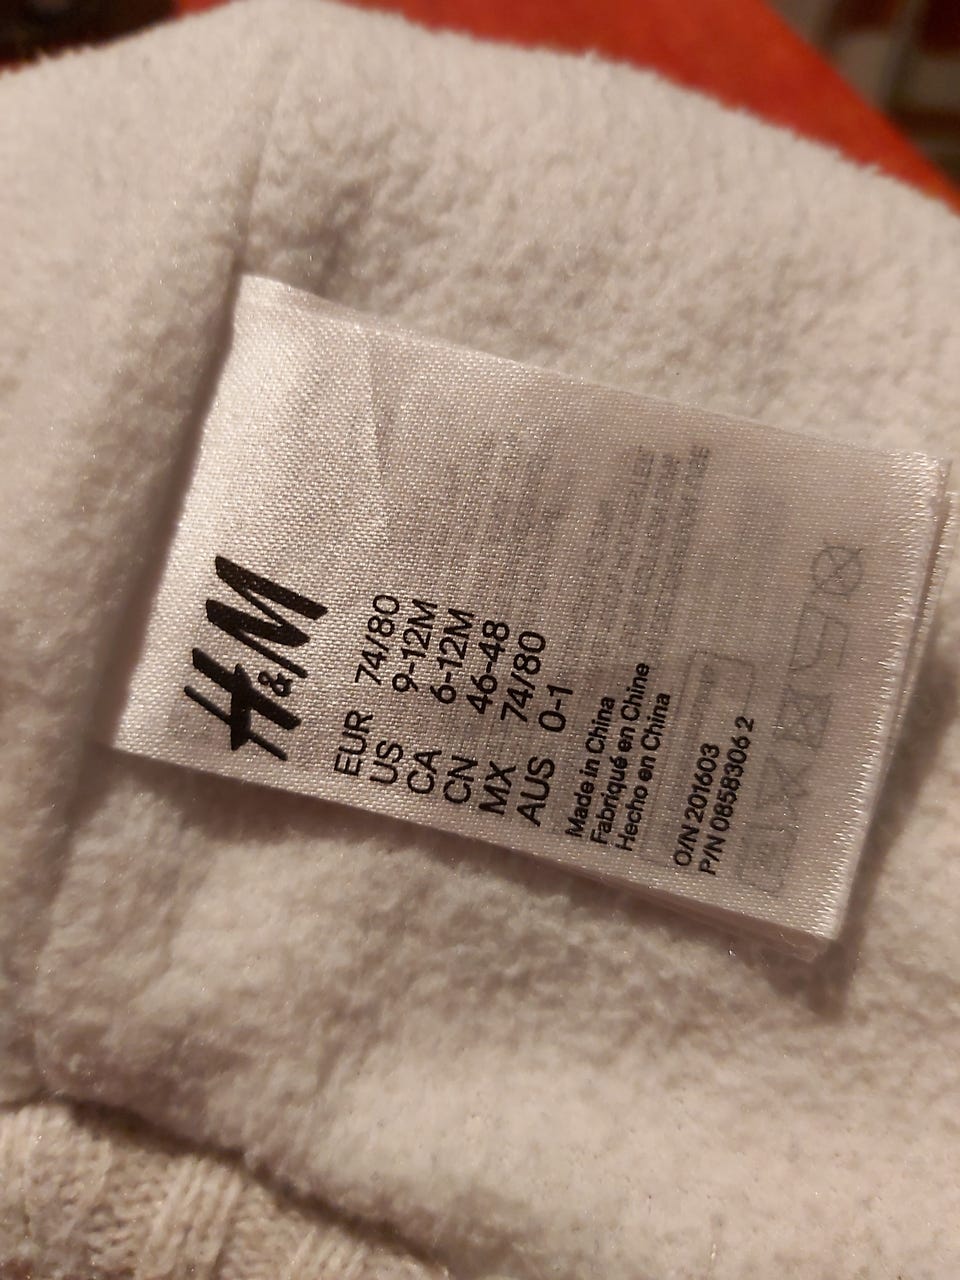 H&M
EUR 74/80
US 9-12M
CA 6-12M
CN 46-48
MX 74/80
AUS 0-1
Made in China
Fabriqué en Chine
Hecho en China
O/N 201603
P/N 0858306 2